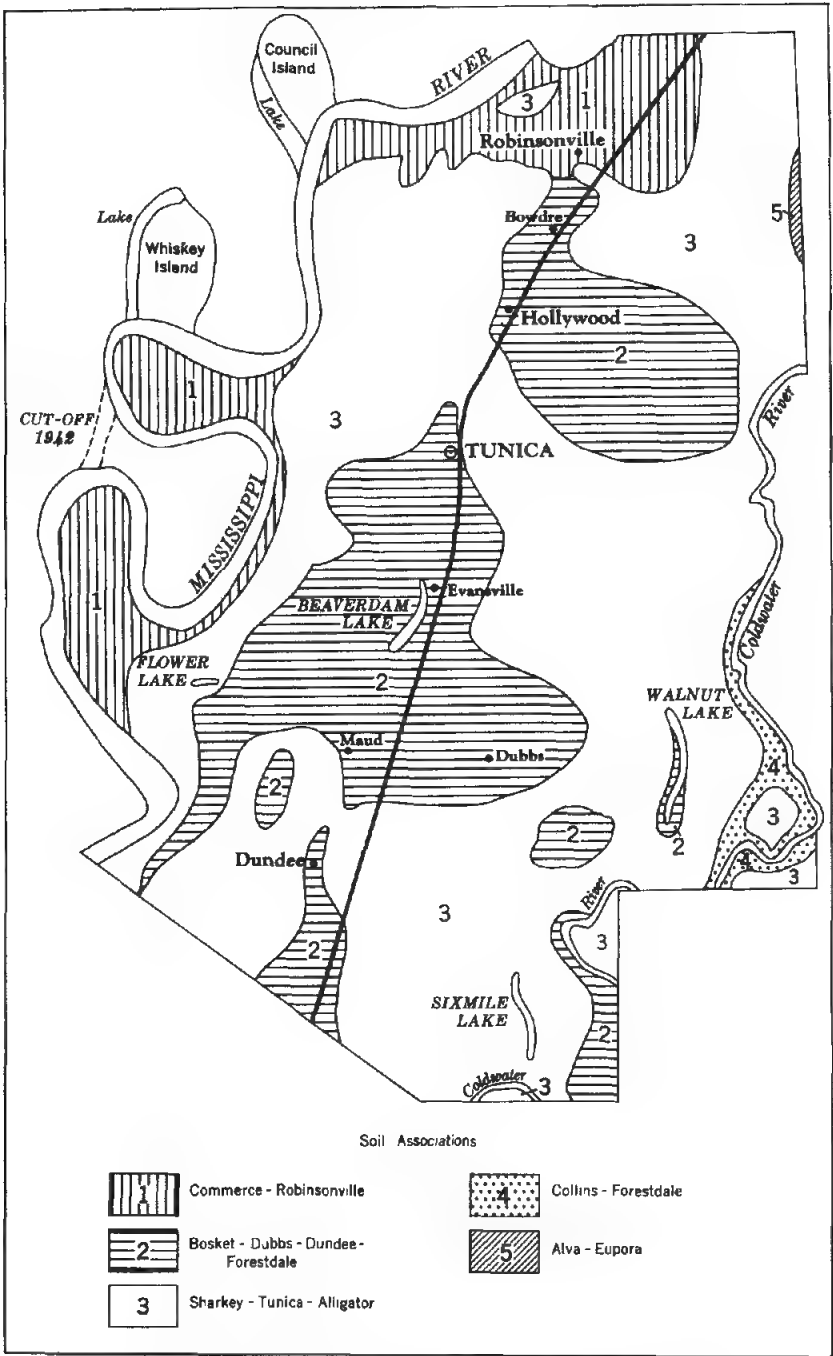 Council
Island
Lake
RIVER
3
1
Robinsonville
5
Lake
Whiskey
Island
Bowdre
3
Hollywood
2
1
CUT-OFF
1942
3
River
TUNICA
MISSISSIPPI
1
Evansville
BEAVERDAM
LAKE
Coldwater
FLOWER
LAKE
2
WALNUT
LAKE
Maud
Dubbs
4
2
3
2
2
Dundee
4
3
River
3
3
2
SIXMILE
LAKE
2
Coldwater
3
Soil Associations
1 Commerce - Robinsonville
2 Bosket - Dubbs - Dundee -
Forestdale
3 Sharkey - Tunica - Alligator
4 Collins - Forestdale
5 Alva - Eupora